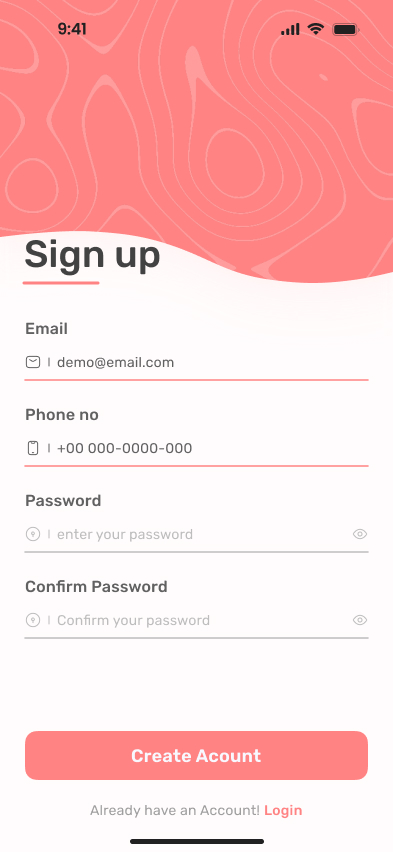 9:41
Sign up
Email
demo@email.com
Phone no
+00 000-0000-000
Password
enter your password
Confirm Password
Confirm your password
Create Acount
Already have an Account! Login